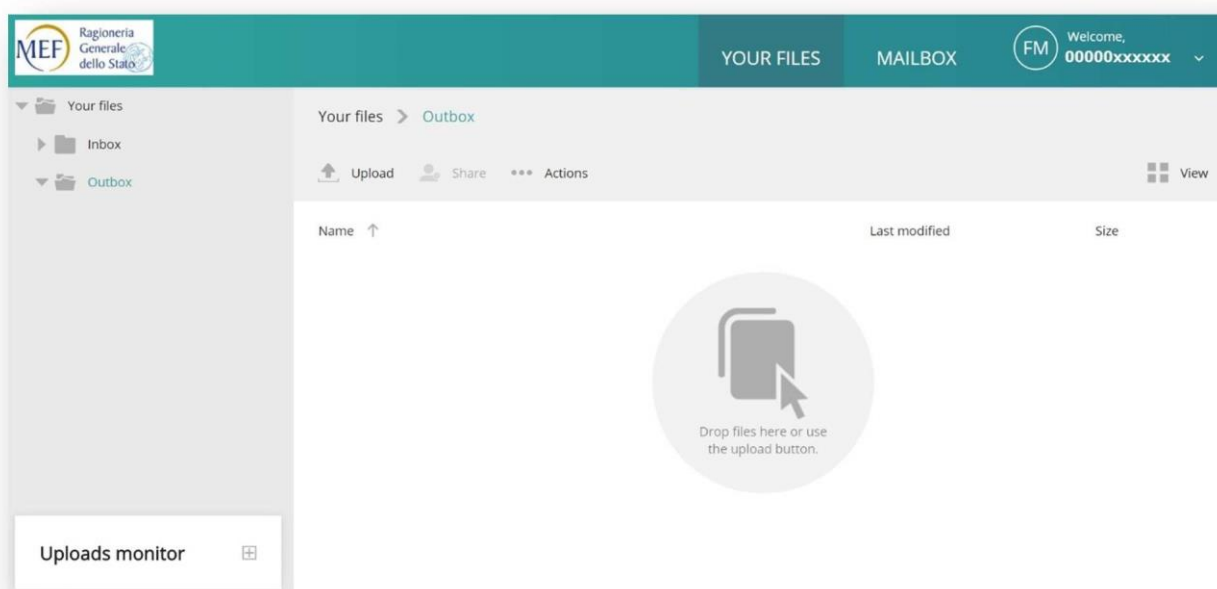 MEF
Ragioneria
Generale
dello Stato
YOUR FILES
MAILBOX
FM
Welcome,
00000xxxxxx
Your files
Inbox
Outbox
Your files
Outbox
Upload
Share
Actions
View
Name
Last modified
Size
Drop files here or use
the upload button.
Uploads monitor